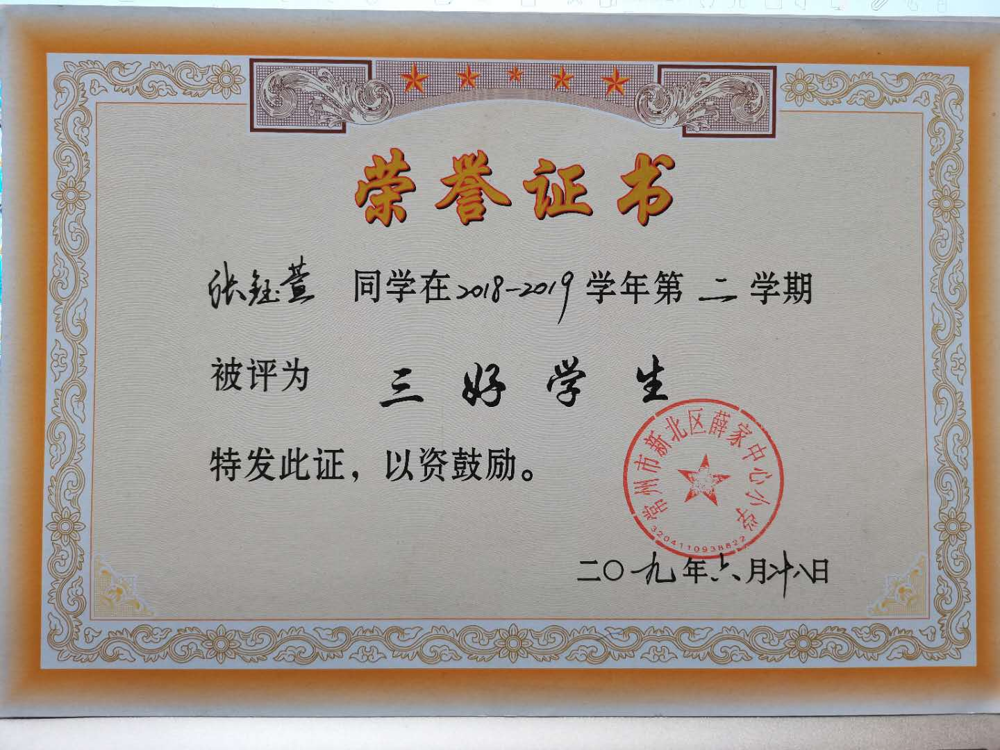 荣誉证书
张钰萱 同学在2018-2019学年第二学期
被评为 三好学生
特发此证，以资鼓励。
常州市新北区薛家中心小学
3204110938822
二〇一九年六月廿八日